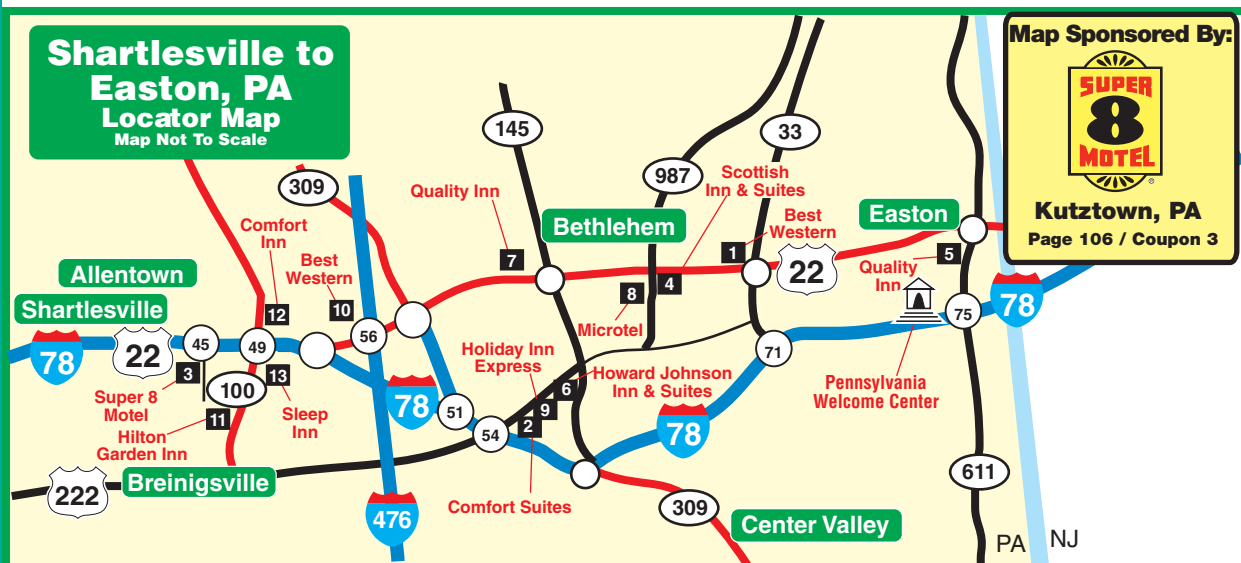 Shartlesville to
Easton, PA
Locator Map
Map Not To Scale
Map Sponsored By:
SUPER
8
MOTEL
®
Kutztown, PA
Page 106 / Coupon 3
145
33
987
309
Scottish
Inn & Suites
Quality Inn
Bethlehem
Best
Western
Easton
Comfort
Inn
Best
Western
7
1
22
5
Quality
Inn
4
8
Microtel
Allentown
Shartlesville
12
10
78
22
45
49
56
78
75
71
3
100
13
Super 8
Motel
11
Hilton
Garden Inn
Sleep
Inn
Holiday Inn
Express
6
Howard Johnson
Inn & Suites
9
2
78
51
54
78
Pennsylvania
Welcome Center
222
Breinigsville
476
Comfort Suites
309
Center Valley
611
PA
NJ